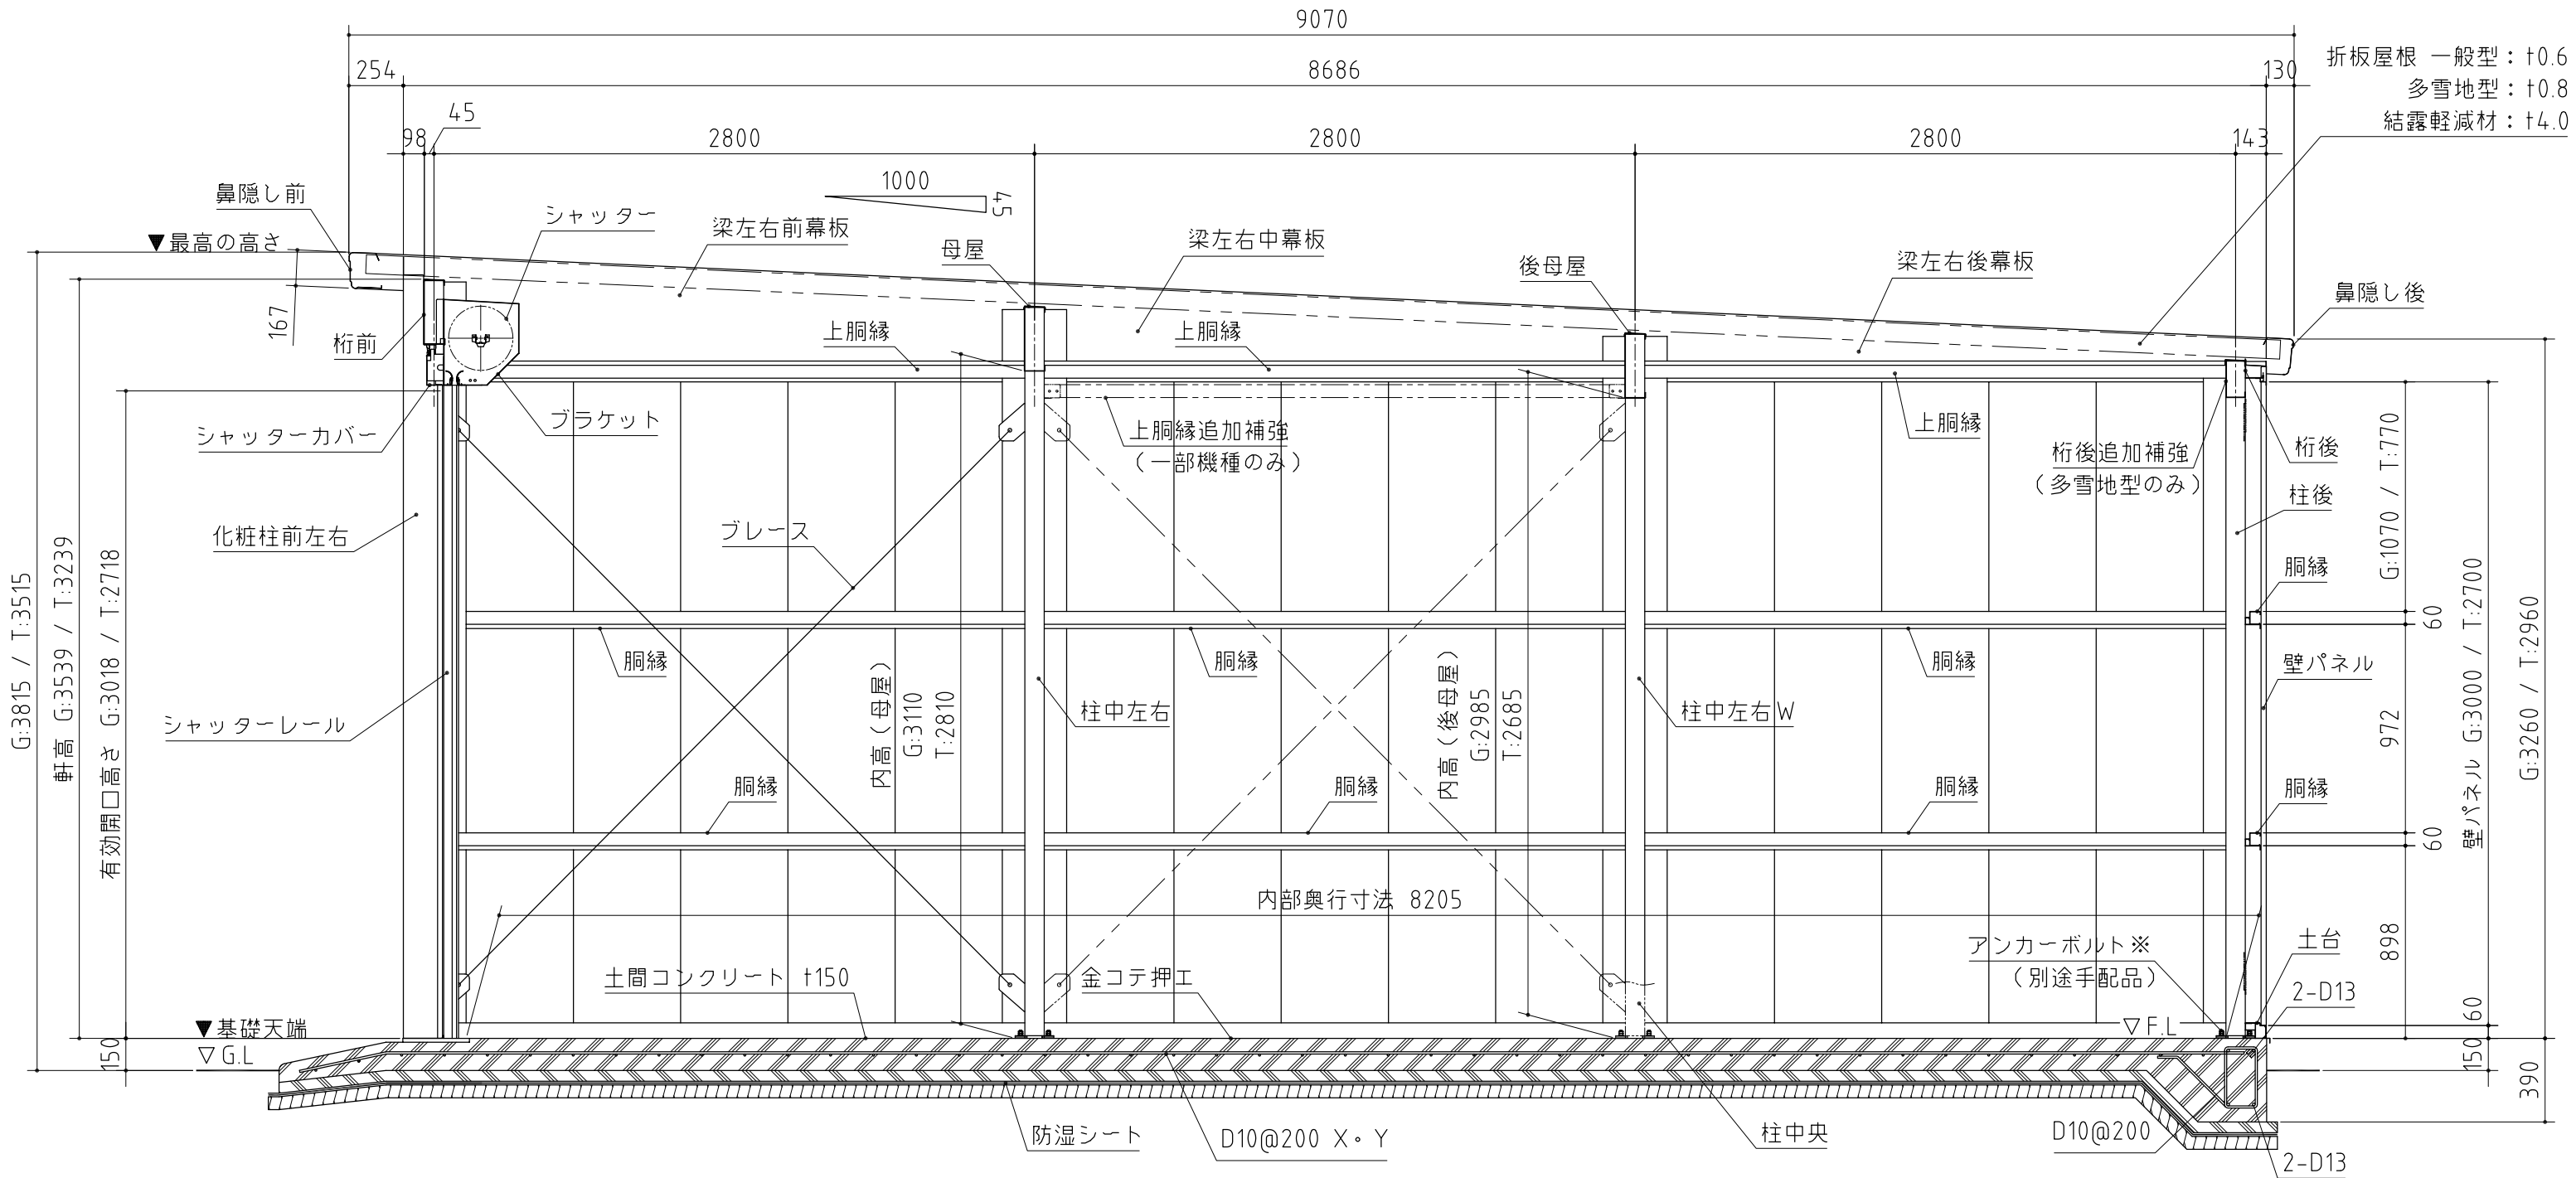 9070
254
8686
130
折板屋根 一般型：t0.6
多雪地型：t0.8
結露軽減材：t4.0
98
45
2800
2800
2800
143
1000
45
鼻隠し前
シャッター
梁左右前幕板
母屋
梁左右中幕板
後母屋
梁左右後幕板
鼻隠し後
▼最高の高さ
167
桁前
上胴縁
上胴縁
シャッターカバー
ブラケット
上胴縁追加補強
（一部機種のみ）
上胴縁
桁後追加補強
（多雪地型のみ）
桁後
柱後
化粧柱前左右
ブレース
G:3815 / T:3515
軒高 G:3539 / T:3239
有効開口高さ G:3018 / T:2718
G:1070 / T:770
胴縁
60
壁パネル G:3000 / T:2700
G:3260 / T:2960
胴縁
胴縁
胴縁
壁パネル
シャッターレール
内高（母屋）
G:3110
T:2810
柱中左右
内高（後母屋）
G:2985
T:2685
柱中左右W
972
胴縁
胴縁
胴縁
胴縁
60
内部奥行寸法 8205
898
土間コンクリート t150
金コテ押エ
アンカーボルト※
（別途手配品）
土台
2-D13
60
▼基礎天端
▽G.L
150
▽F.L
150
390
防湿シート
D10@200 X・Y
柱中央
D10@200
2-D13